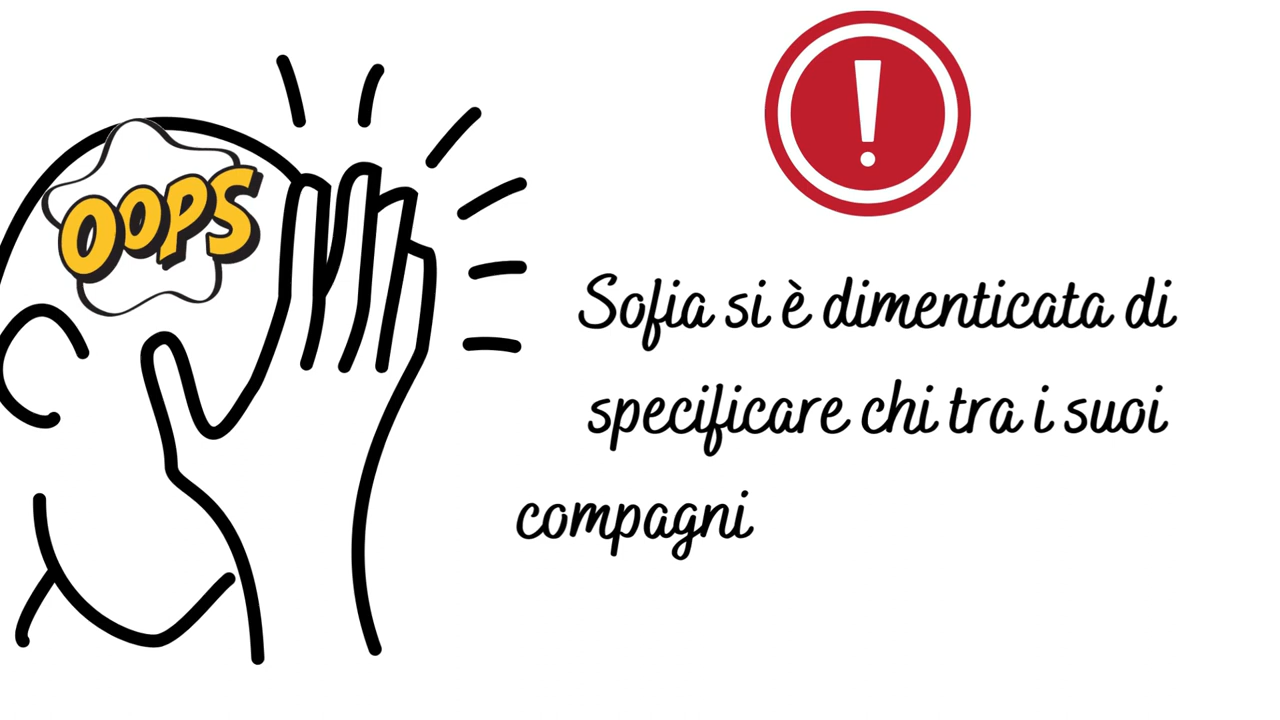 OOPS
!
Sofia si è dimenticata di
specificare chi tra i suoi
compagni